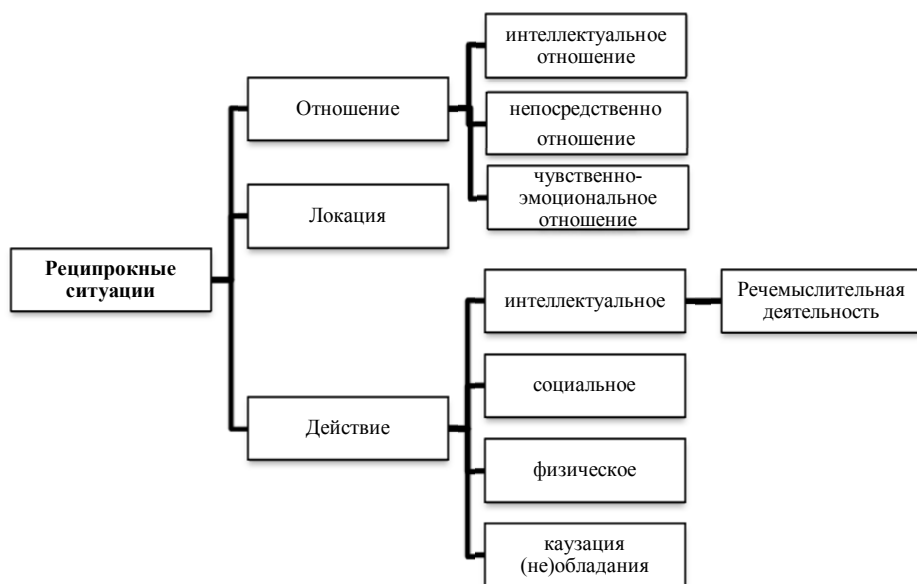 интеллектуальное
отношение
Отношение
непосредственно
отношение
чувственно-
эмоциональное
отношение
Локация
Реципрокные
ситуации
интеллектуальное
Речемыслительная
деятельность
социальное
Действие
физическое
каузация
(не)обладания